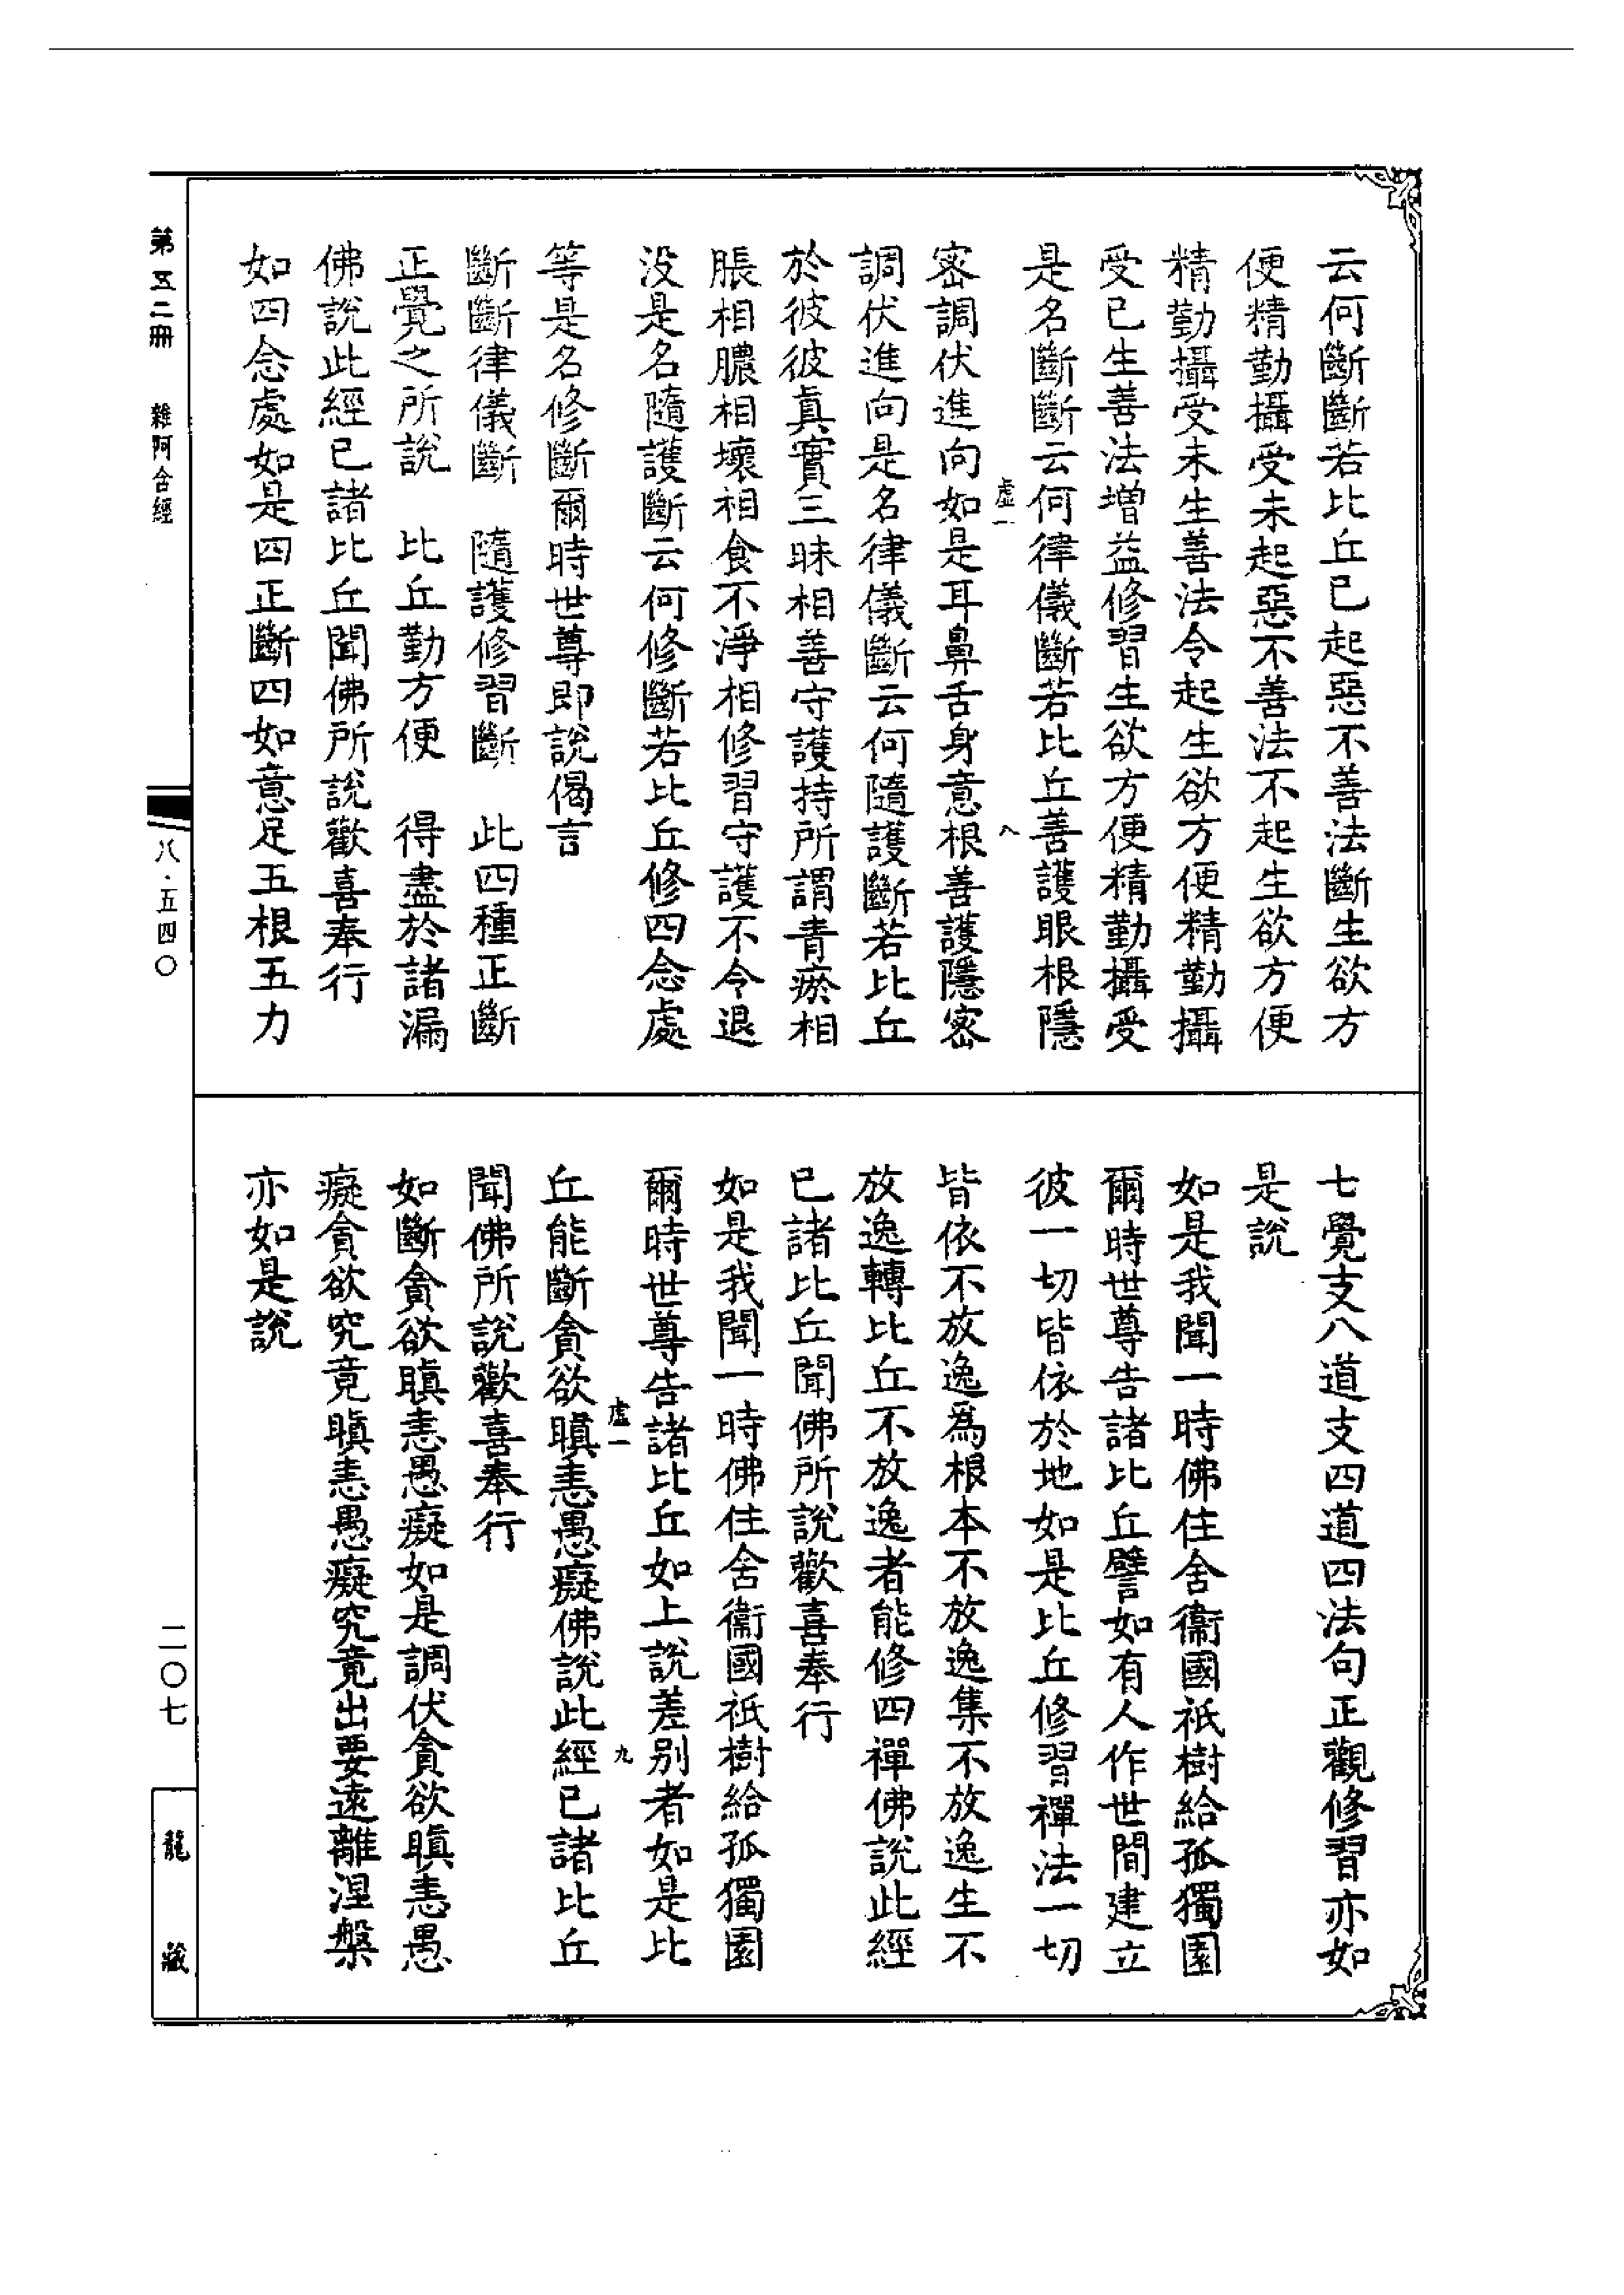 云何斷斷若比丘已起惡不善法斷生欲方
便精勤攝受未起惡不善法不起生欲方便
精勤攝受未生善法令起生欲方便精勤攝
受已生善法增益修習生欲方便精勤攝受
是名斷斷云何律儀斷若比丘善護眼根隱
虛一
八
密調伏進向如是耳鼻舌身意根善護隱密
調伏進向是名律儀斷云何隨護斷若比丘
於彼彼真實三昧相善守護持所謂青瘀相
脹相膿相壞相食不淨相修習守護不令退
没是名隨護斷云何修斷若比丘修四念處
等是名修斷爾時世尊即說偈言
斷斷律儀斷　隨護修習斷　此四種正斷
正覺之所說　比丘勤方便　得盡於諸漏
佛說此經已諸比丘聞佛所說歡喜奉行
如四念處如是四正斷四如意足五根五力
七覺支八道支四道四法句正觀修習亦如
是說
如是我聞一時佛住舍衞國祇樹給孤獨園
爾時世尊告諸比丘譬如有人作世間建立
彼一切皆依於地如是比丘修習禪法一切
皆依不放逸爲根本不放逸集不放逸生不
放逸轉比丘不放逸者能修四禪佛說此經
已諸比丘聞佛所說歡喜奉行
如是我聞一時佛住舍衞國祇樹給孤獨園
爾時世尊告諸比丘如上說差別者如是比
虛一
九
丘能斷貪欲瞋恚愚癡佛說此經已諸比丘
聞佛所說歡喜奉行
如斷貪欲瞋恚愚癡如是調伏貪欲瞋恚愚
癡貪欲究竟瞋恚愚癡究竟出要遠離涅槃
亦如是說
第五二冊　雜阿含經
八·五四〇
二〇七
龍藏